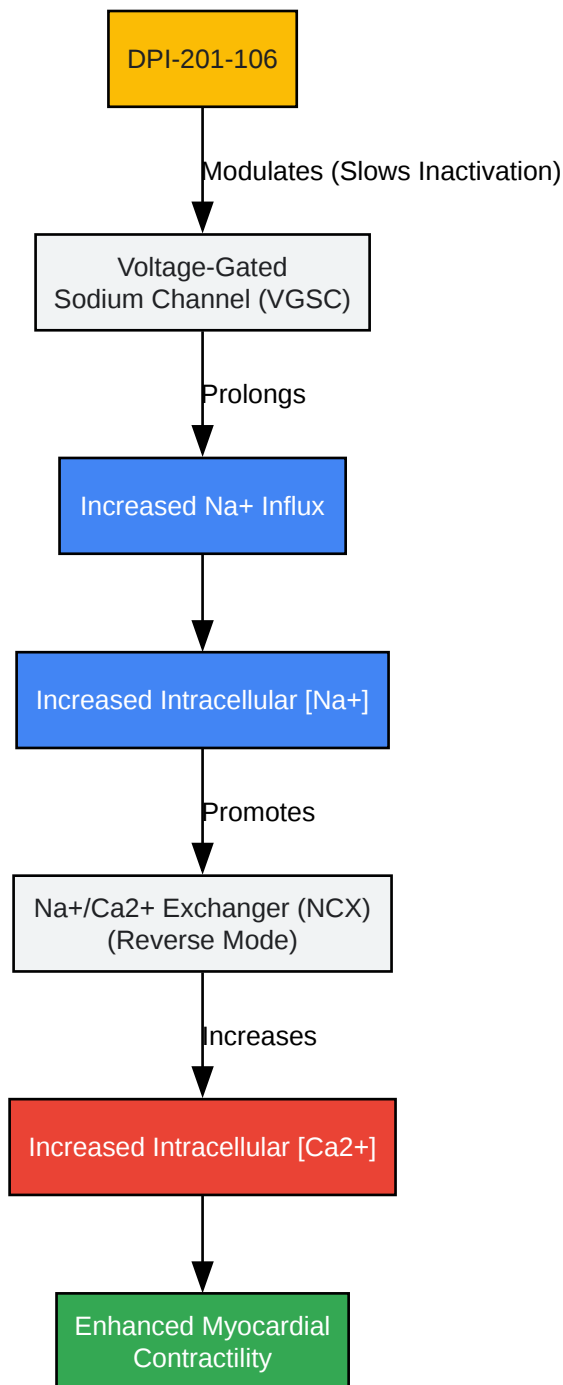 DPI-201-106
Modulates (Slows Inactivation)
Voltage-Gated
Sodium Channel (VGSC)
Prolongs
Increased Na+ Influx
Increased Intracellular [Na+]
Promotes
Na+/Ca2+ Exchanger (NCX)
(Reverse Mode)
Increases
Increased Intracellular [Ca2+]
Enhanced Myocardial
Contractility